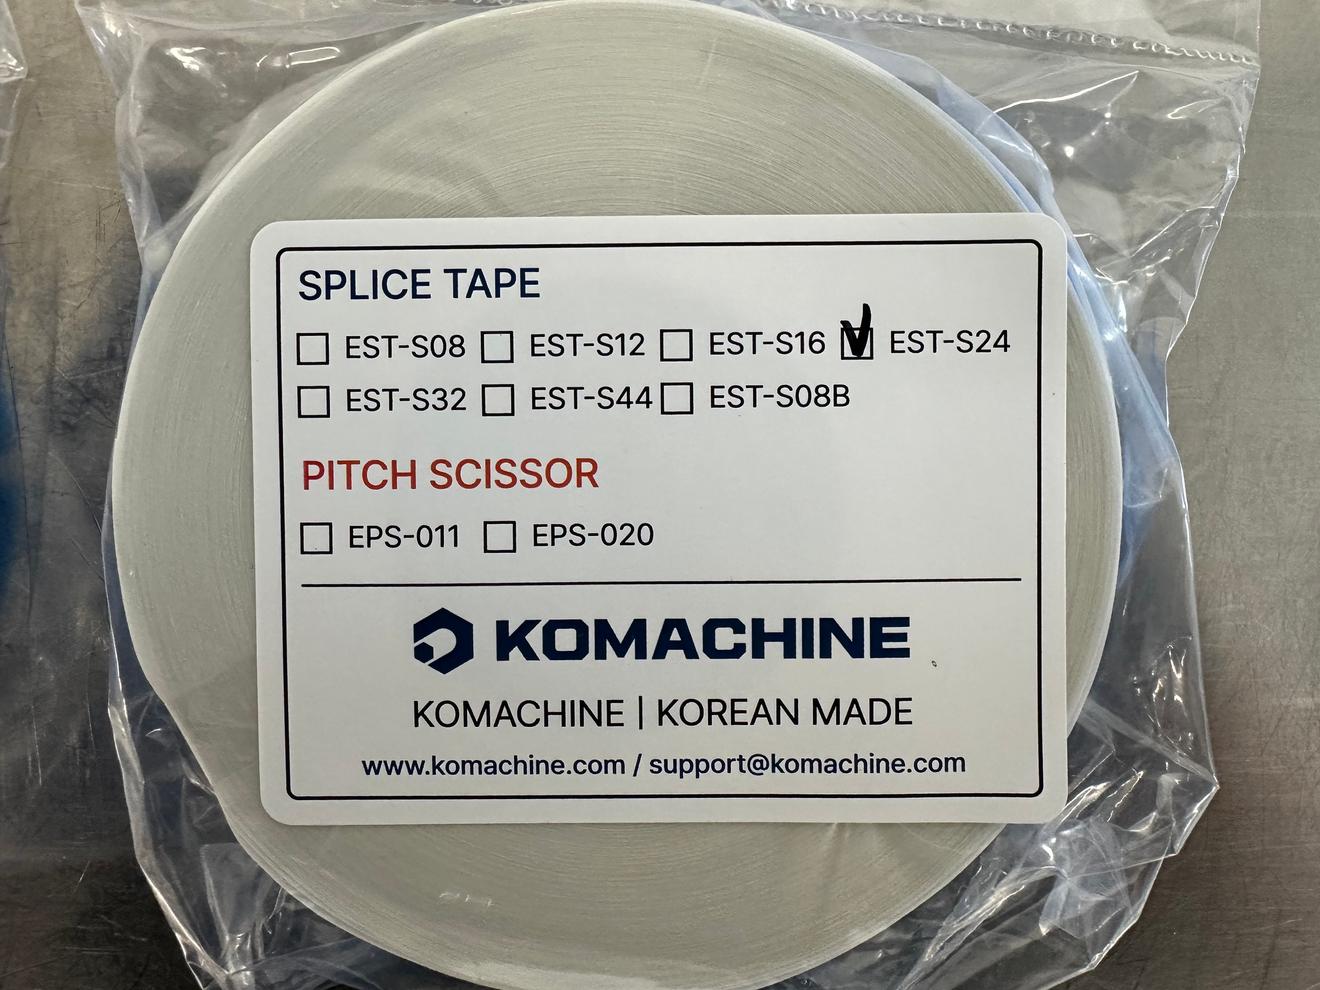 SPLICE TAPE
EST-S08 EST-S12 EST-S16 EST-S24
EST-S32 EST-S44 EST-S08B
PITCH SCISSOR
EPS-011 EPS-020
KOMACHINE
KOMACHINE | KOREAN MADE
www.komachine.com / support@komachine.com